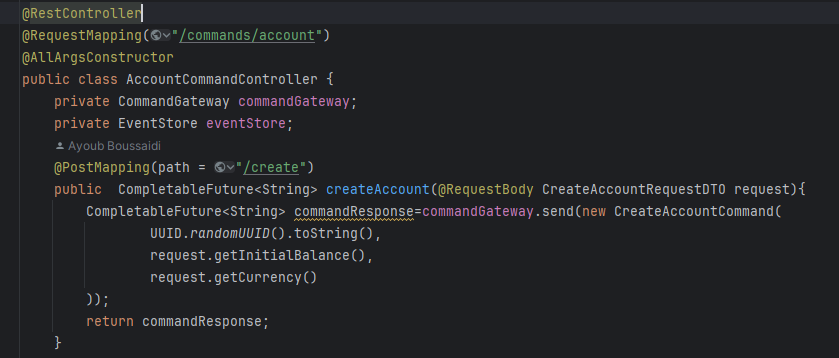 @RestController
@RequestMapping("/commands/account")
@AllArgsConstructor
public class AccountCommandController {
    private CommandGateway commandGateway;
    private EventStore eventStore;
    Ayoub Boussaidi
    @PostMapping(path = "/create")
    public  CompletableFuture<String> createAccount(@RequestBody CreateAccountRequestDTO request){
        CompletableFuture<String> commandResponse=commandGateway.send(new CreateAccountCommand(
                UUID.randomUUID().toString(),
                request.getInitialBalance(),
                request.getCurrency()
        ));
        return commandResponse;
    }